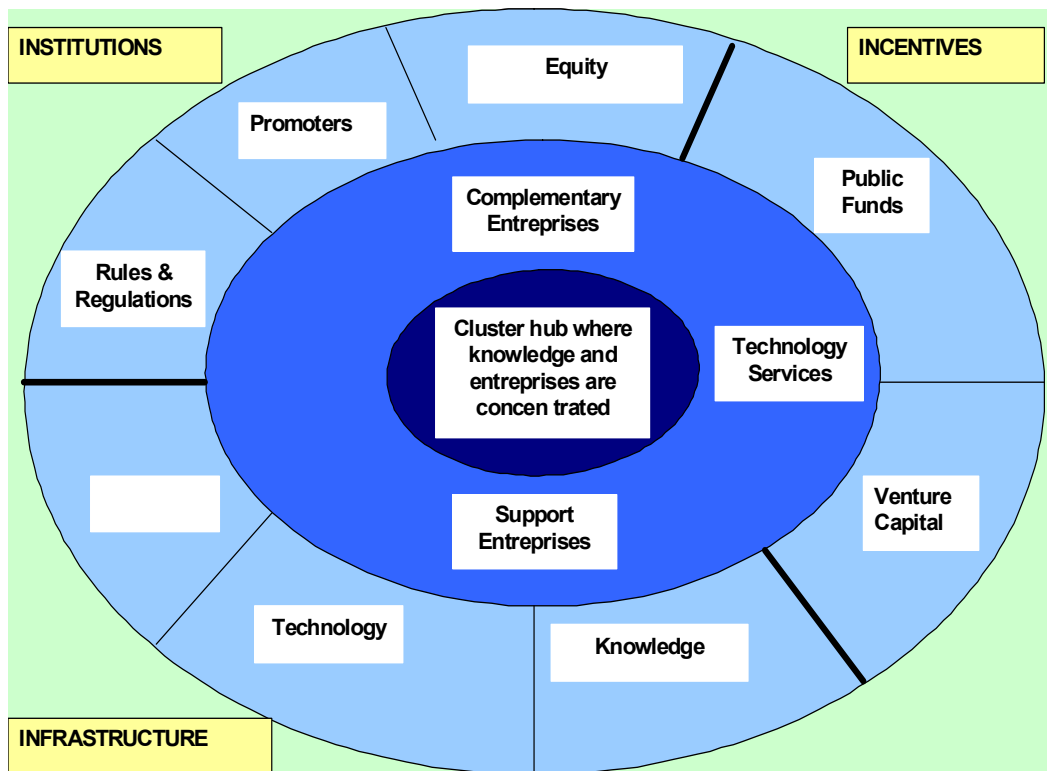 INSTITUTIONS
INCENTIVES
Equity
Promoters
Public
Funds
Complementary
Entreprises
Rules &
Regulations
Cluster hub where
knowledge and
entreprises are
concen trated
Technology
Services
Venture
Capital
Support
Entreprises
Technology
Knowledge
INFRASTRUCTURE